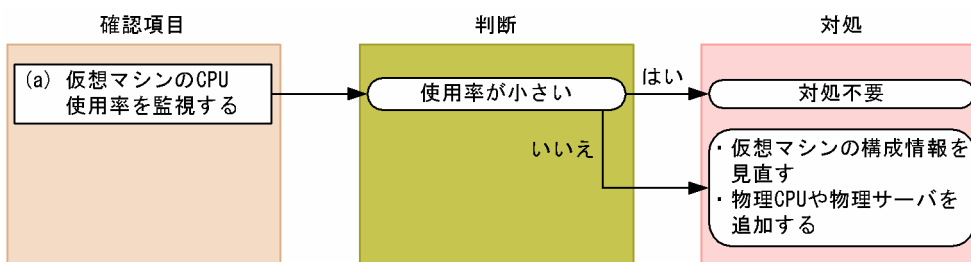 確認項目
判断
対処
(a) 仮想マシンのCPU
使用率を監視する
使用率が小さい
はい
対処不要
いいえ
・仮想マシンの構成情報を
見直す
・物理CPUや物理サーバを
追加する